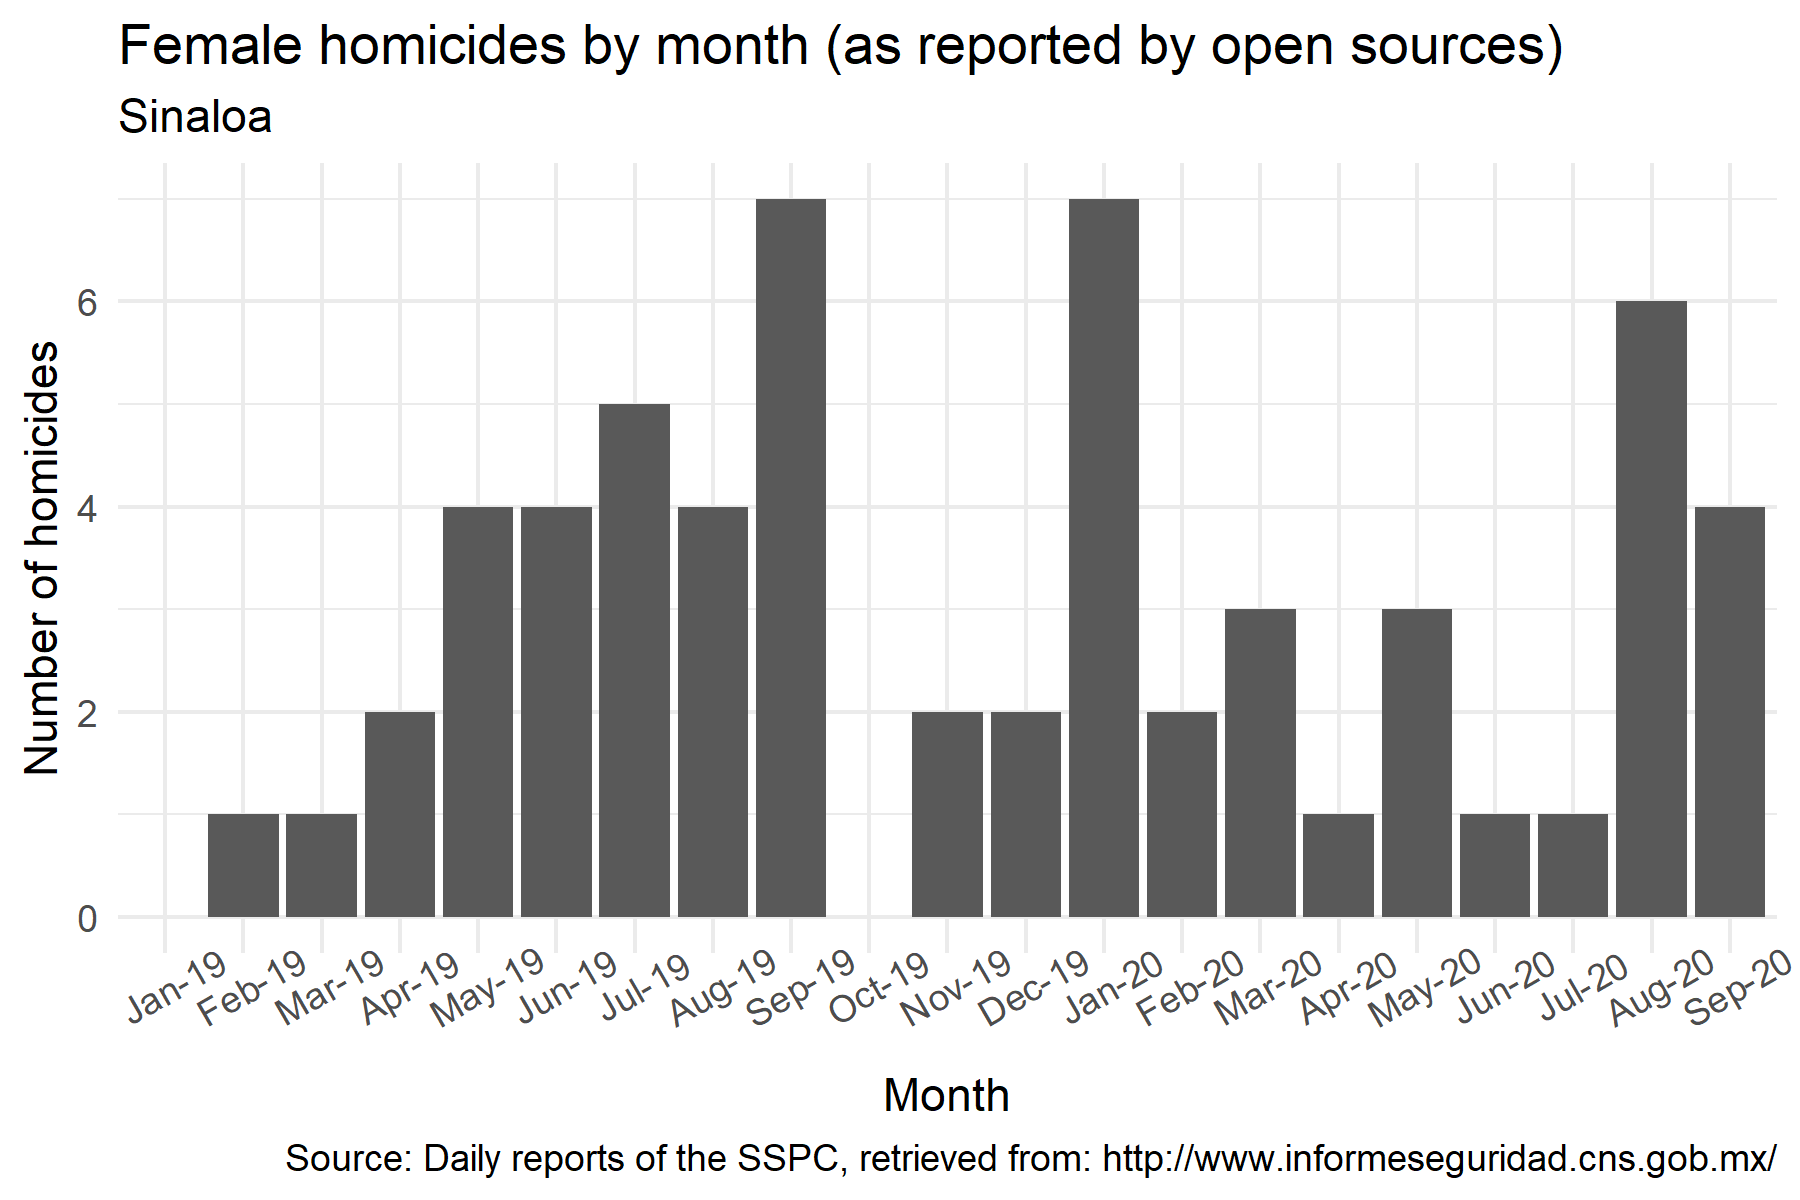 Female homicides by month (as reported by open sources)
Sinaloa
Number of homicides
6
4
2
0
Jan-19
Feb-19
Mar-19
Apr-19
May-19
Jun-19
Jul-19
Aug-19
Sep-19
Oct-19
Nov-19
Dec-19
Jan-20
Feb-20
Mar-20
Apr-20
May-20
Jun-20
Jul-20
Aug-20
Sep-20
Month
Source: Daily reports of the SSPC, retrieved from: http://www.informeseguridad.cns.gob.mx/